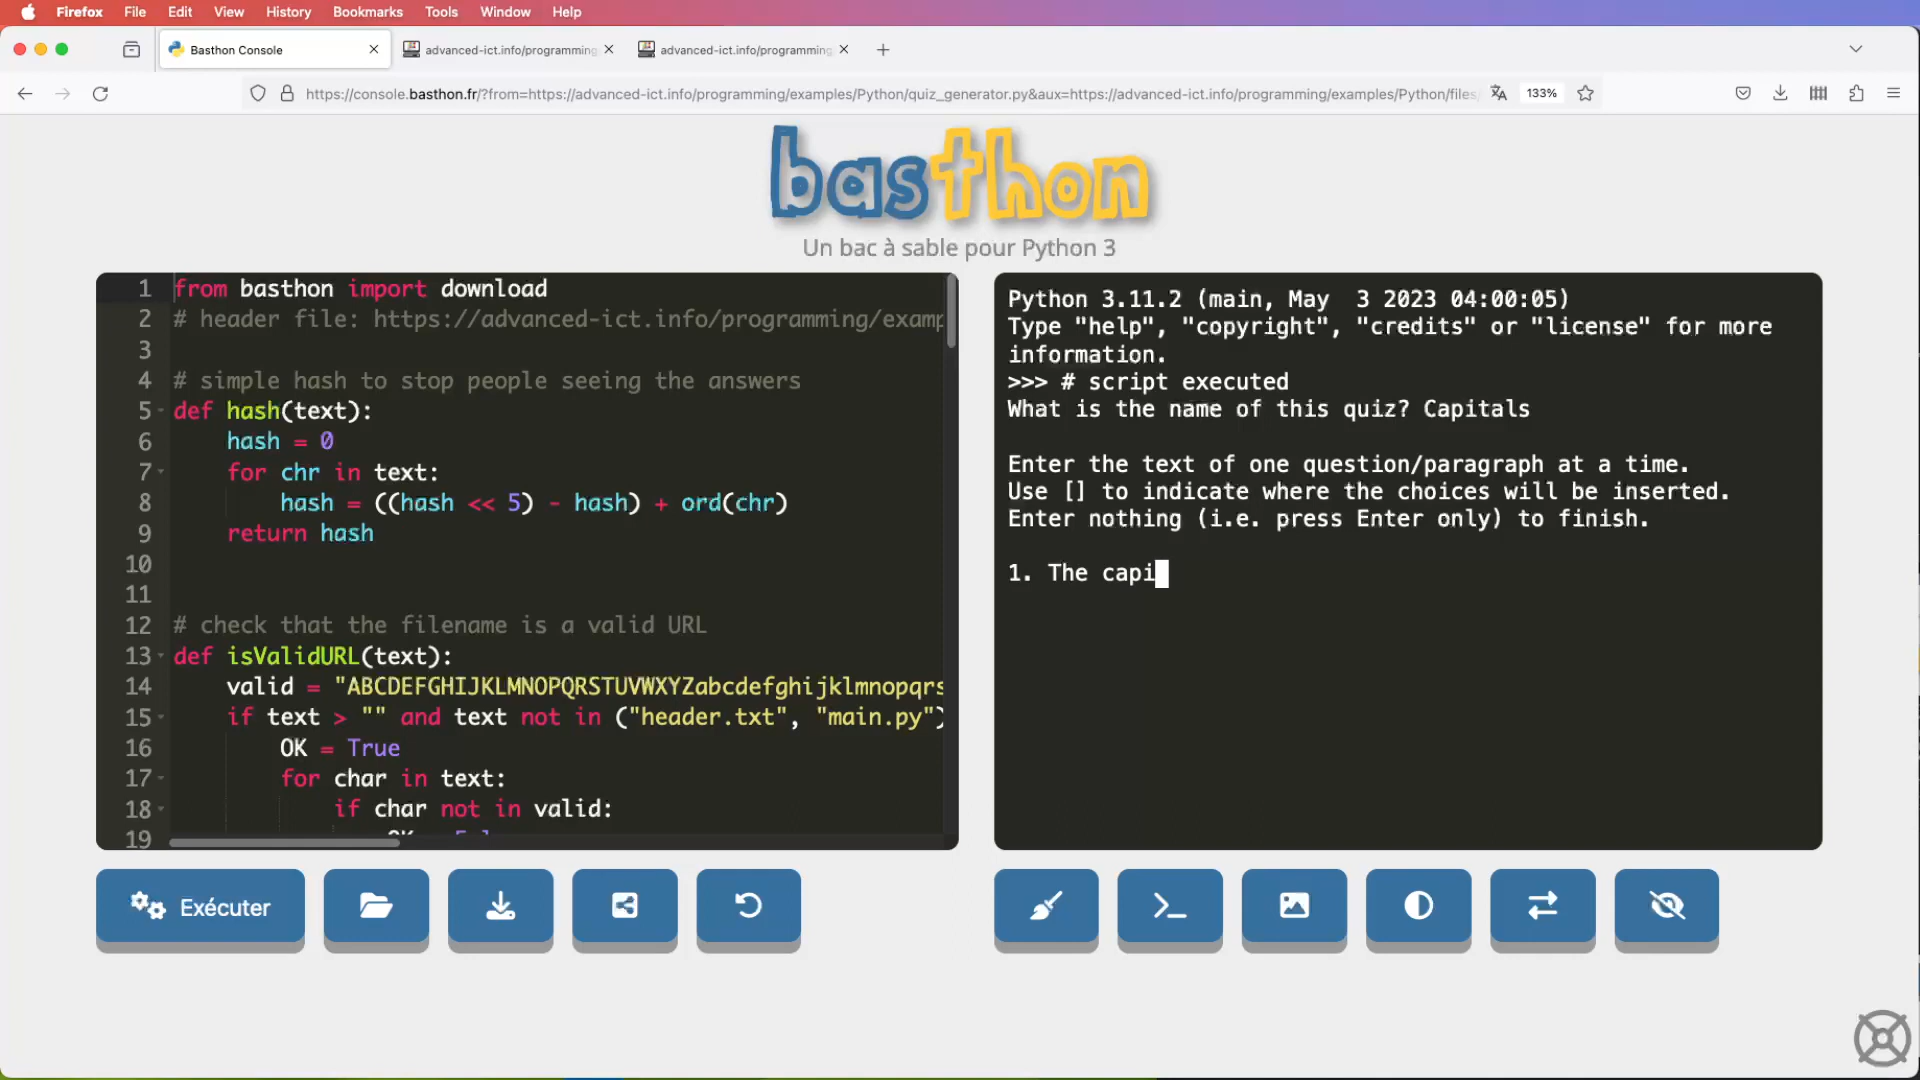 Firefox File Edit View History Bookmarks Tools Window Help
Basthon Console
advanced-ict.info/programming
advanced-ict.info/programming
https://console.basthon.fr/?from=https://advanced-ict.info/programming/examples/Python/quiz_generator.py&aux=https://advanced-ict.info/programming/examples/Python/files/
133%
basthon
Un bac à sable pour Python 3
1 from basthon import download
2 # header file: https://advanced-ict.info/programming/examp
3
4 # simple hash to stop people seeing the answers
5 def hash(text):
6 hash = 0
7 for chr in text:
8 hash = ((hash << 5) - hash) + ord(chr)
9 return hash
10
11
12 # check that the filename is a valid URL
13 def isValidURL(text):
14 valid = "ABCDEFGHIJKLMNOPQRSTUVWXYZabcdefghijklmnopqrs
15 if text > "" and text not in ("header.txt", "main.py")
16 OK = True
17 for char in text:
18 if char not in valid:
19
Python 3.11.2 (main, May  3 2023 04:00:05)
Type "help", "copyright", "credits" or "license" for more
information.
>>> # script executed
What is the name of this quiz? Capitals
Enter the text of one question/paragraph at a time.
Use [] to indicate where the choices will be inserted.
Enter nothing (i.e. press Enter only) to finish.
1. The capi
Exécuter